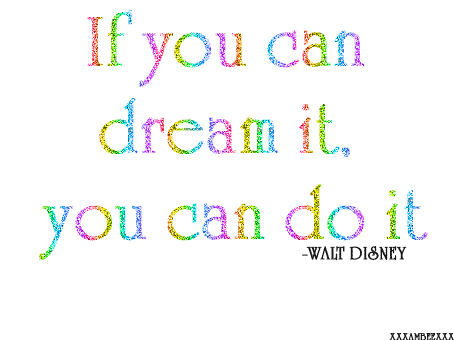 If you can
dream it,
you can do it
-WALT DISNEY
XXXAMBEEXXX